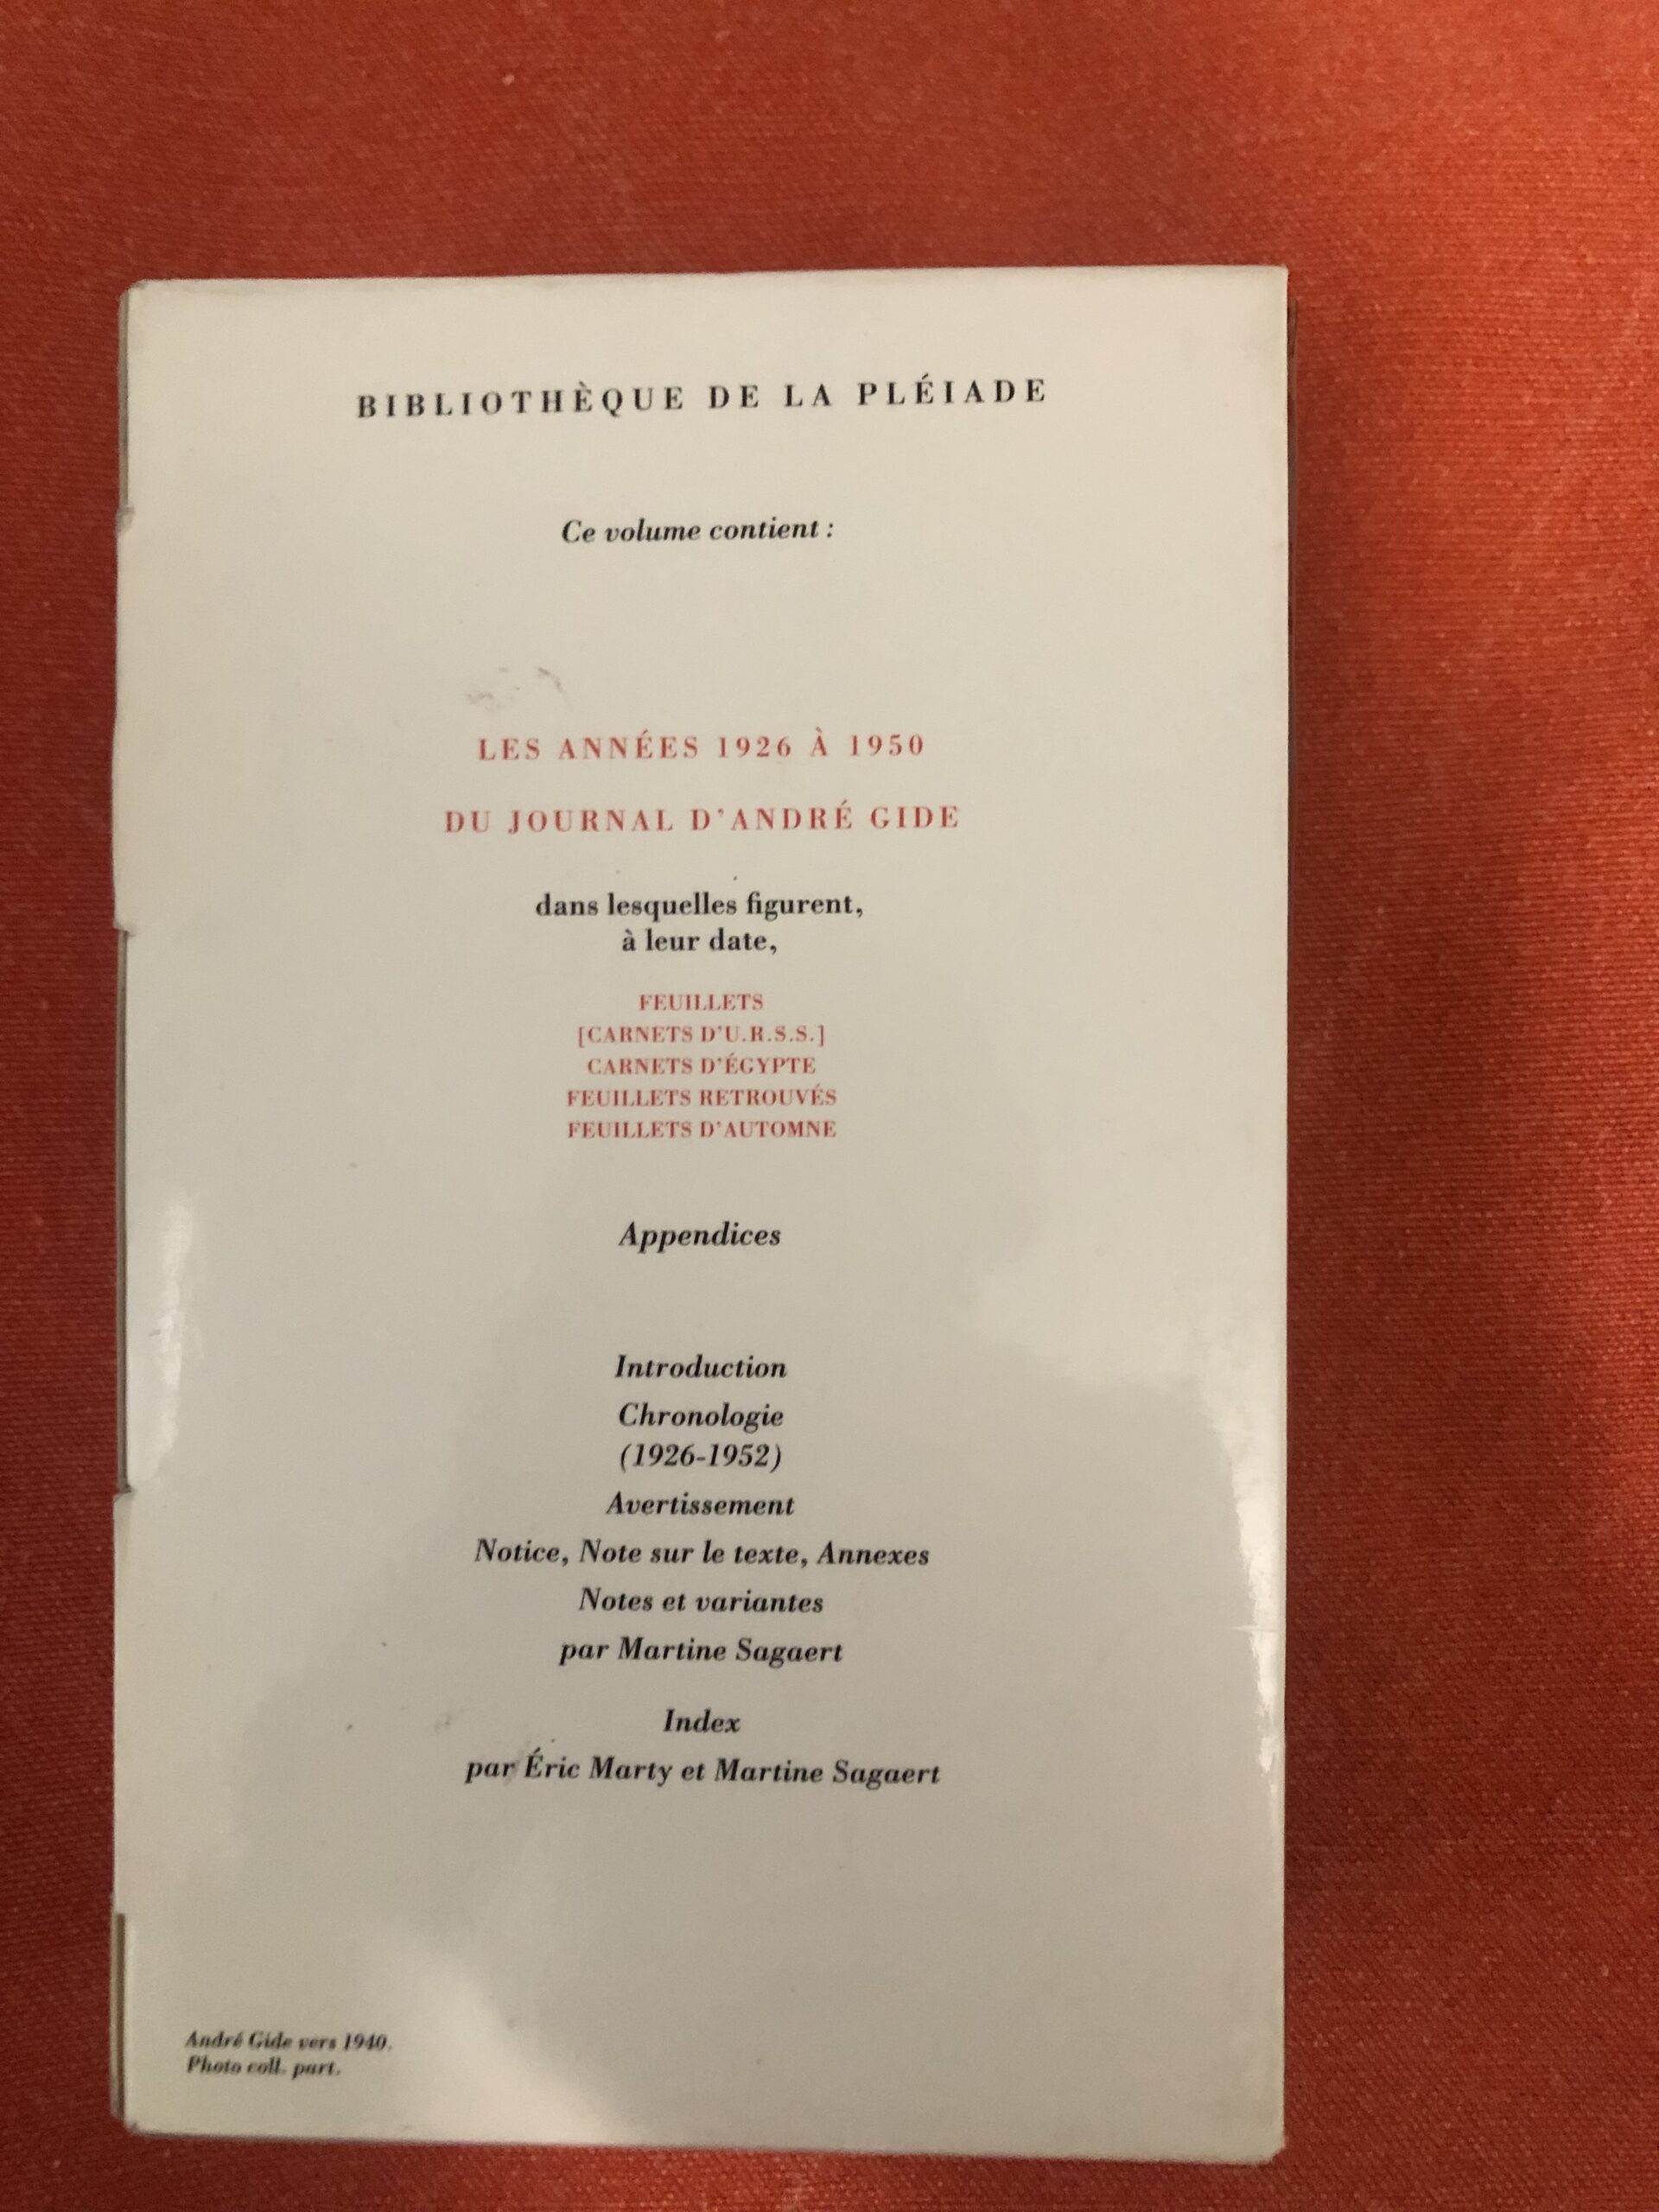 BIBLIOTHÈQUE DE LA PLÉIADE
Ce volume contient :
LES ANNÉES 1926 À 1950
DU JOURNAL D'ANDRÉ GIDE
dans lesquelles figurent,
à leur date,
FEUILLETS
[CARNETS D'U.R.S.S.]
CARNETS D'ÉGYPTE
FEUILLETS RETROUVÉS
FEUILLETS D'AUTOMNE
Appendices
Introduction
Chronologie
(1926-1952)
Avertissement
Notice, Note sur le texte, Annexes
Notes et variantes
par Martine Sagaert
Index
par Éric Marty et Martine Sagaert
André Gide vers 1940.
Photo coll. part.